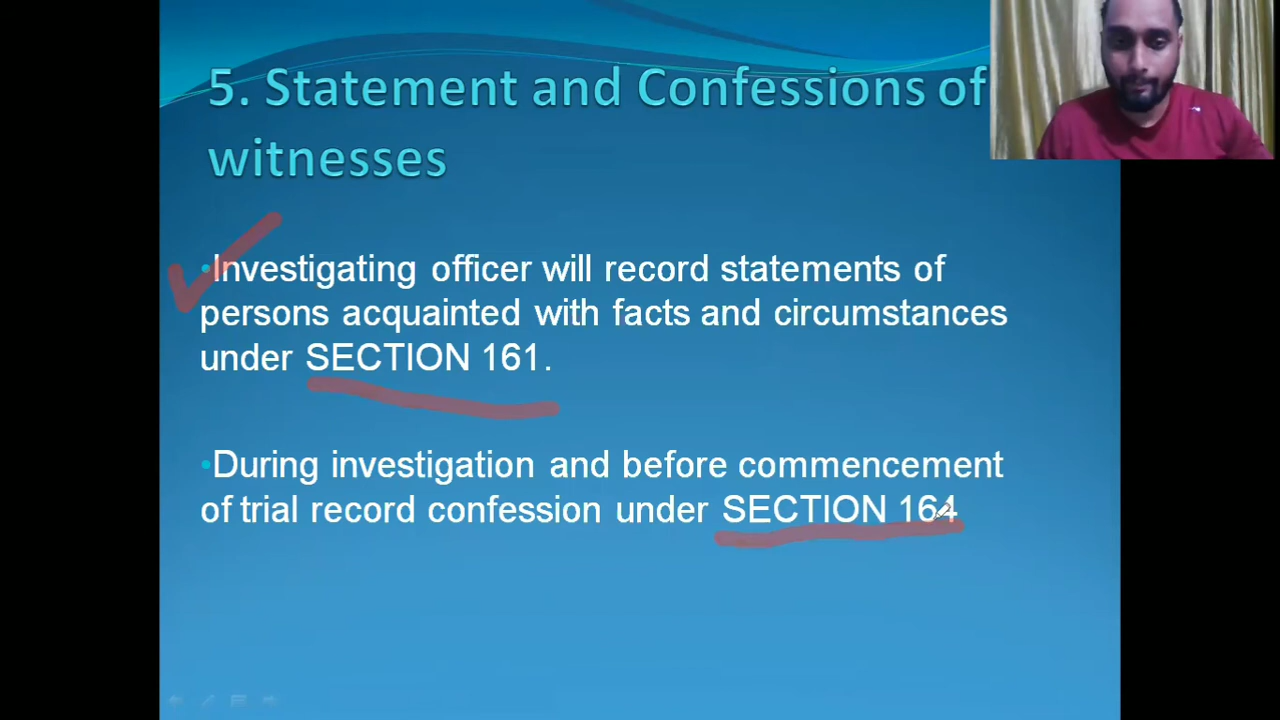 5. Statement and Confessions of
witnesses
•Investigating officer will record statements of
persons acquainted with facts and circumstances
under SECTION 161.
•During investigation and before commencement
of trial record confession under SECTION 164